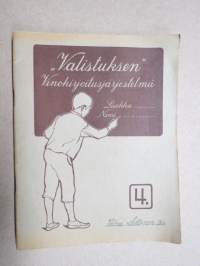 „Valistuksen"
Vinokirjoitusjärjestelmä
Luokka
Nimi
4.